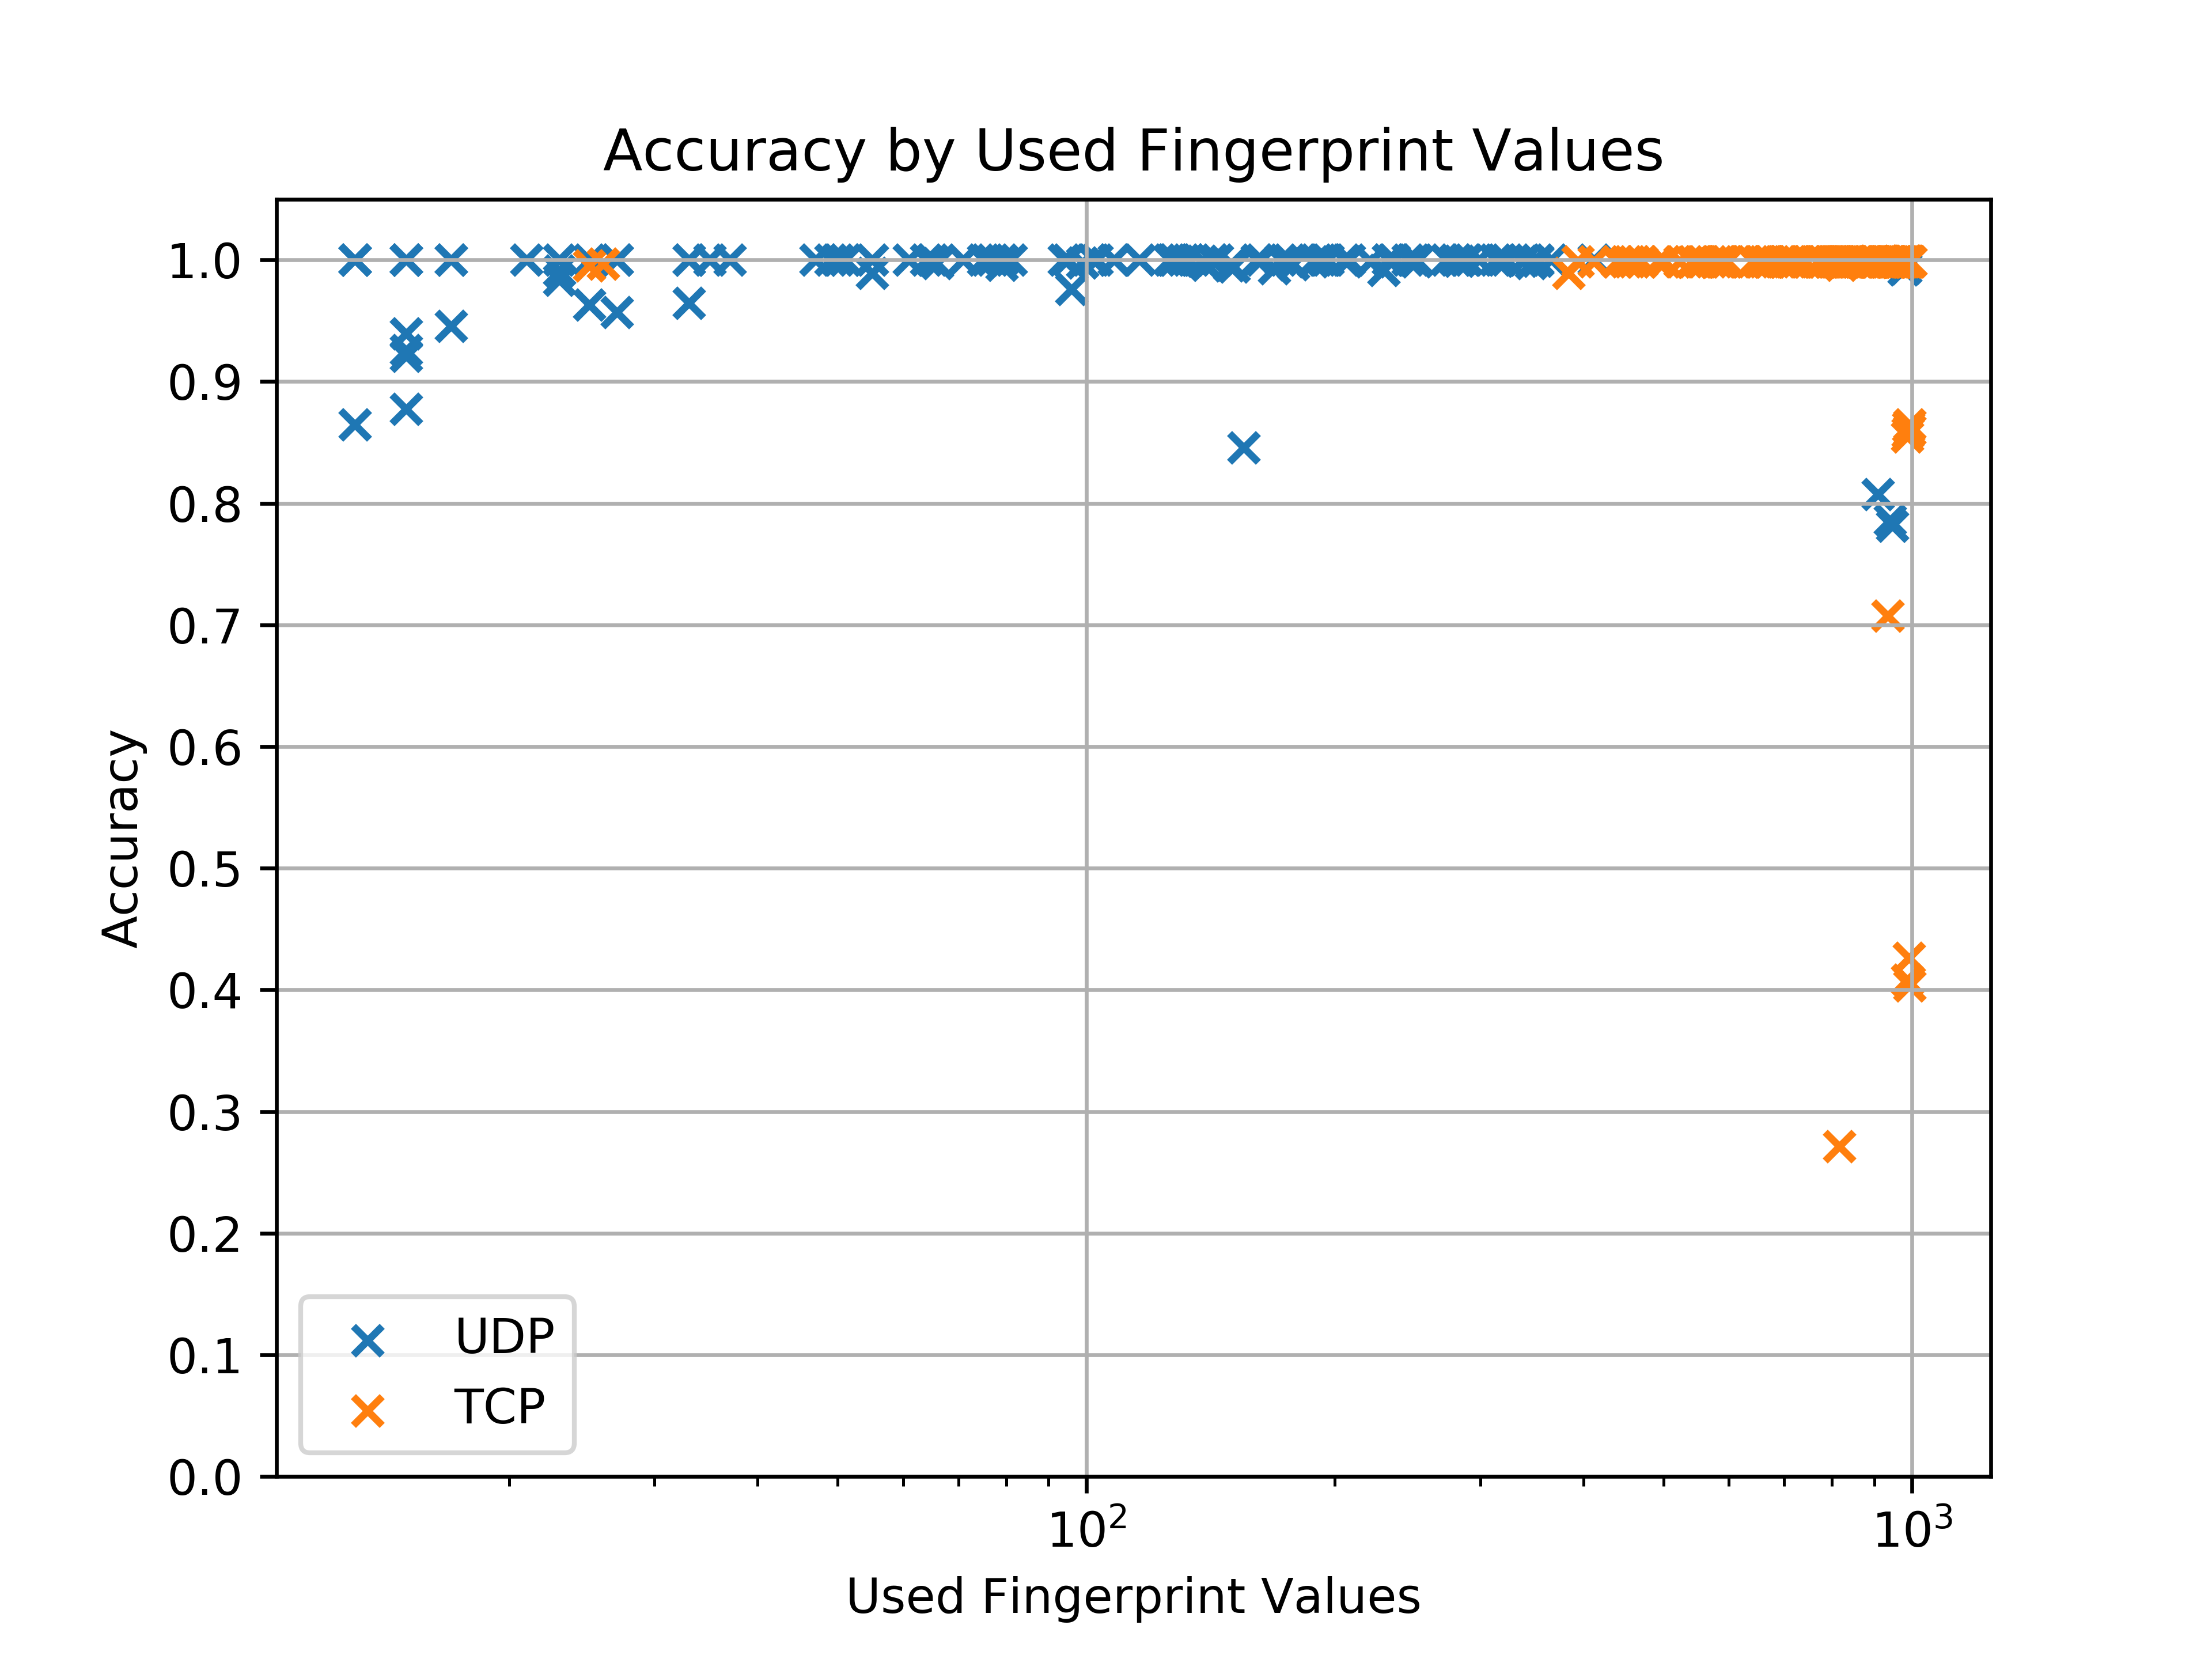 Accuracy by Used Fingerprint Values
1.0
0.9
0.8
0.7
0.6
0.5
0.4
0.3
0.2
0.1
0.0
Accuracy
UDP
TCP
10²
10³
Used Fingerprint Values